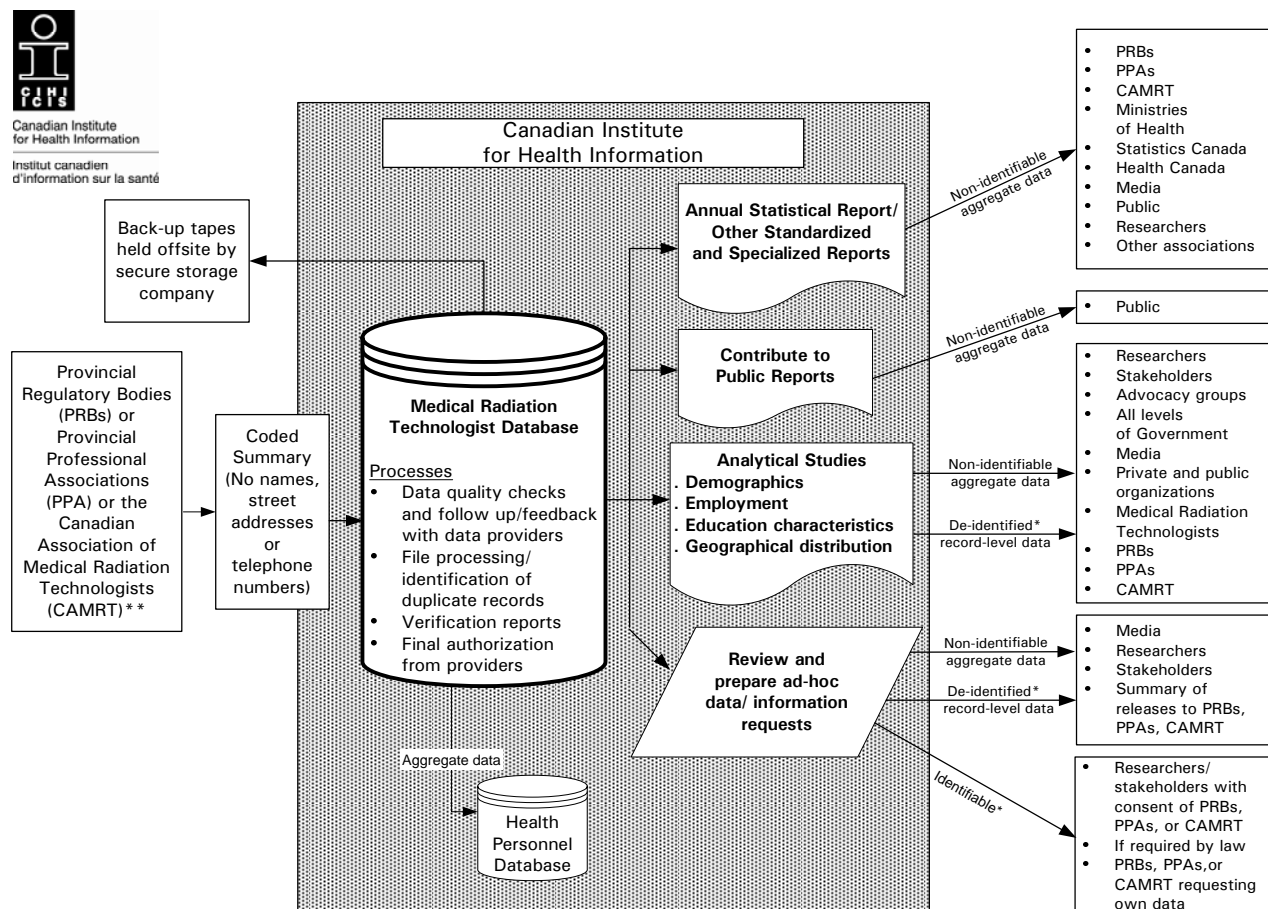 CIHI
ICIS
Canadian Institute
for Health Information
Institut canadien
d'information sur la santé
Canadian Institute
for Health Information
Back-up tapes
held offsite by
secure storage
company
Provincial
Regulatory Bodies
(PRBs) or
Provincial
Professional
Associations
(PPA) or the
Canadian
Association of
Medical Radiation
Technologists
(CAMRT)**
Coded
Summary
(No names,
street
addresses
or
telephone
numbers)
Medical Radiation
Technologist Database
Processes
• Data quality checks
and follow up/feedback
with data providers
• File processing/
identification of
duplicate records
• Verification reports
• Final authorization
from providers
Aggregate data
Health
Personnel
Database
Annual Statistical Report/
Other Standardized
and Specialized Reports
Non-identifiable
aggregate data
• PRBs
• PPAs
• CAMRT
• Ministries
of Health
• Statistics Canada
• Health Canada
• Media
• Public
• Researchers
• Other associations
Contribute to
Public Reports
Non-identifiable
aggregate data
• Public
Analytical Studies
. Demographics
. Employment
. Education characteristics
. Geographical distribution
Non-identifiable
aggregate data
De-identified*
record-level data
• Researchers
• Stakeholders
• Advocacy groups
• All levels
of Government
• Media
• Private and public
organizations
• Medical Radiation
Technologists
• PRBs
• PPAs
• CAMRT
Review and
prepare ad-hoc
data/ information
requests
Non-identifiable
aggregate data
De-identified*
record-level data
• Media
• Researchers
• Stakeholders
• Summary of
releases to PRBs,
PPAs, CAMRT
Identifiable*
• Researchers/
stakeholders with
consent of PRBs,
PPAs, or CAMRT
• If required by law
• PRBs, PPAs,or
CAMRT requesting
own data